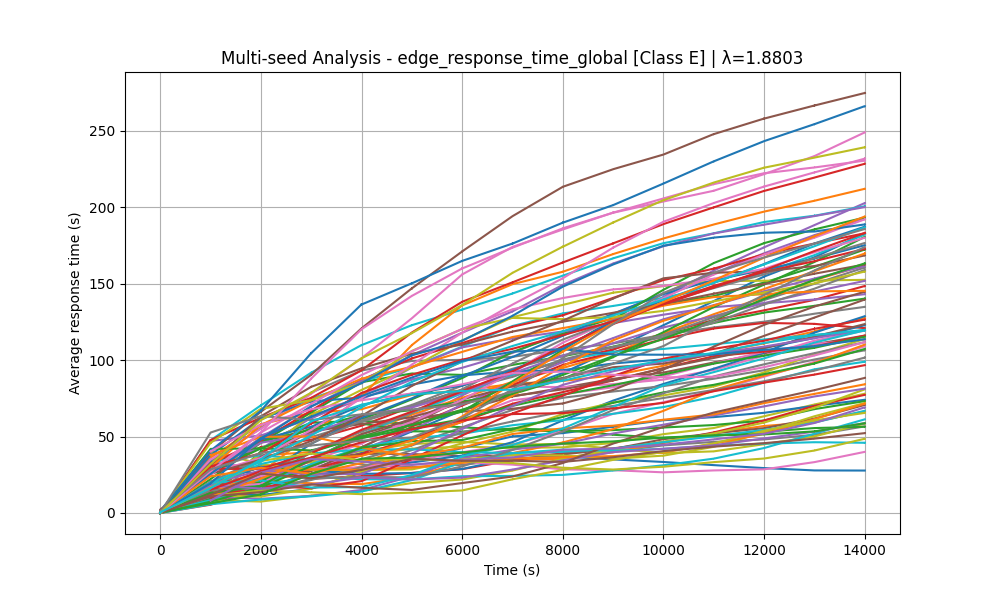 Multi-seed Analysis - edge_response_time_global [Class E] | λ=1.8803
250
200
150
100
50
0
Average response time (s)
0 2000 4000 6000 8000 10000 12000 14000
Time (s)